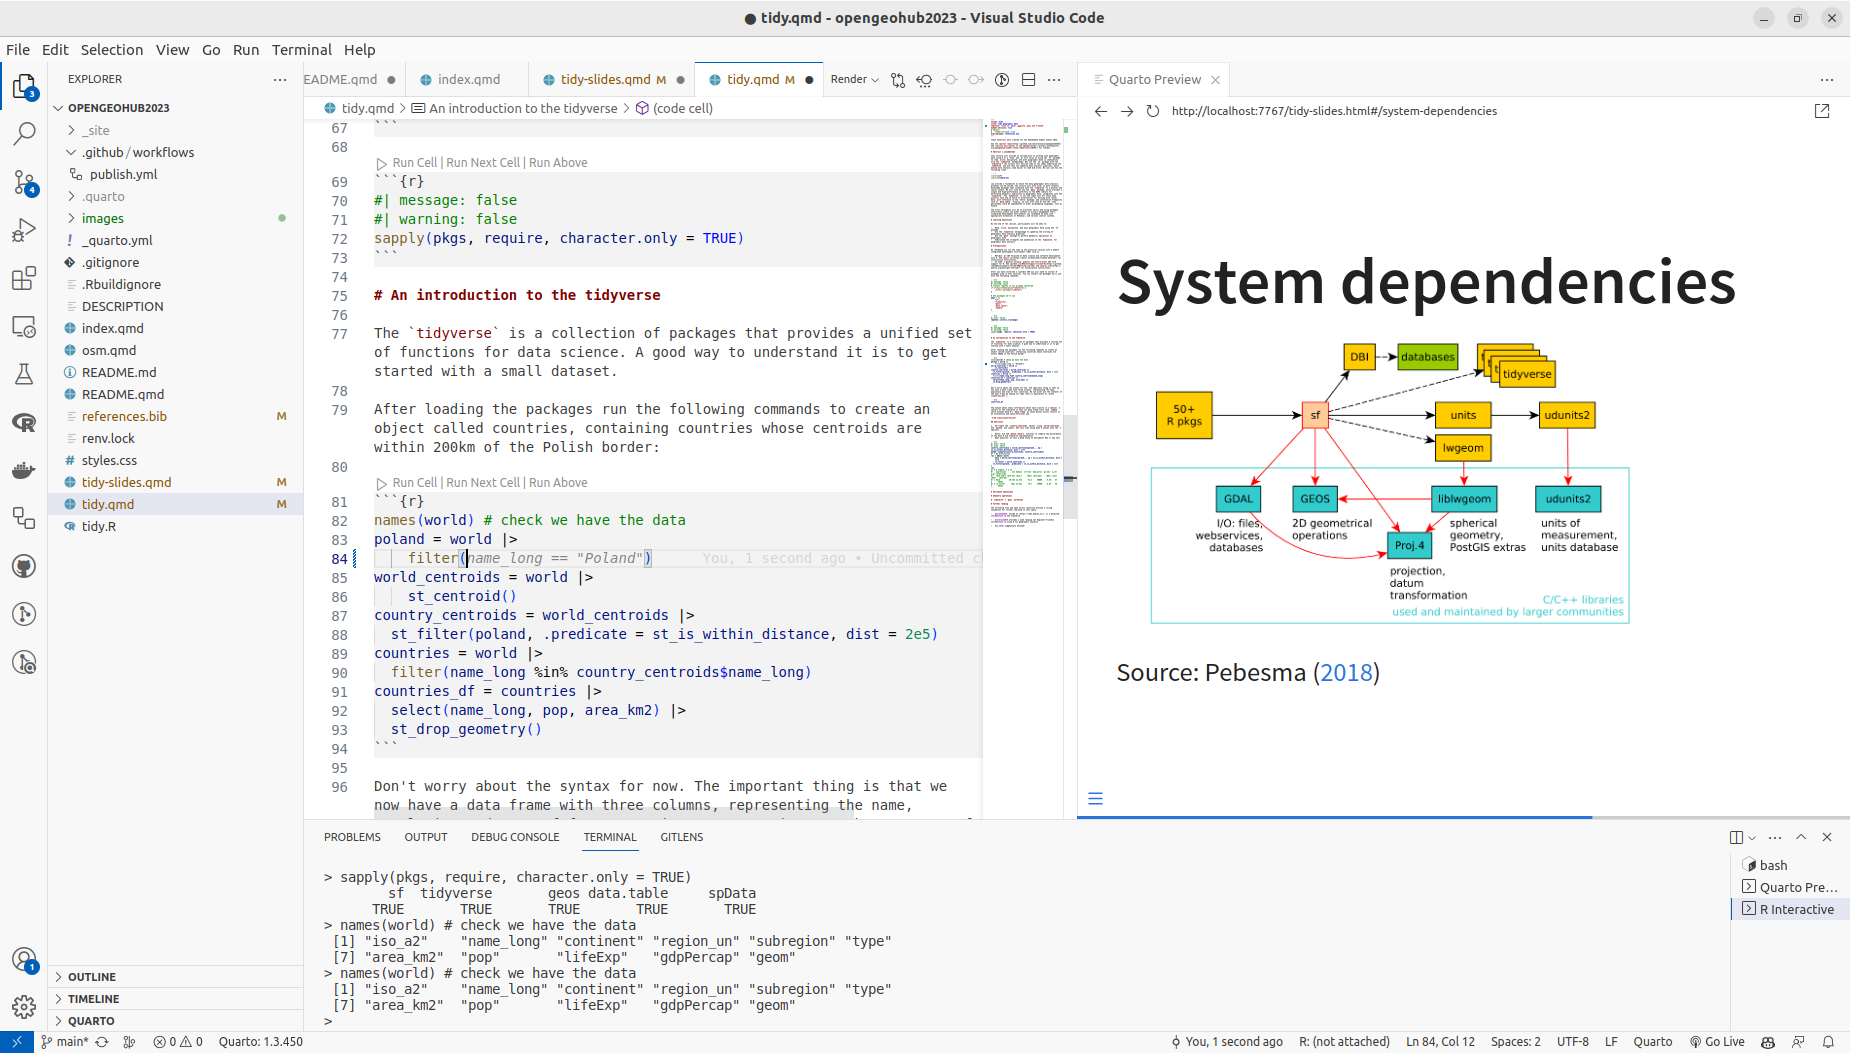 ● tidy.qmd - opengeohub2023 - Visual Studio Code
File Edit Selection View Go Run Terminal Help
EXPLORER
OPENGEOHUB2023
_site
.github/workflows
publish.yml
.quarto
images
_quarto.yml
.gitignore
.Rbuildignore
DESCRIPTION
index.qmd
osm.qmd
README.md
README.qmd
references.bib M
renv.lock
styles.css
tidy-slides.qmd M
tidy.qmd M
tidy.R
OUTLINE
TIMELINE
QUARTO
3
4
1
EADME.qmd ●
index.qmd
tidy-slides.qmd M ●
tidy.qmd M ●
Render
tidy.qmd > An introduction to the tidyverse > (code cell)
67 ```
68
Run Cell | Run Next Cell | Run Above
69 ```{r}
70 #| message: false
71 #| warning: false
72 sapply(pkgs, require, character.only = TRUE)
73 ```
74
75 # An introduction to the tidyverse
76
77 The `tidyverse` is a collection of packages that provides a unified set
of functions for data science. A good way to understand it is to get
started with a small dataset.
78
79 After loading the packages run the following commands to create an
object called countries, containing countries whose centroids are
within 200km of the Polish border:
80
Run Cell | Run Next Cell | Run Above
81 ```{r}
82 names(world) # check we have the data
83 poland = world |>
84 filter(name_long == "Poland") You, 1 second ago • Uncommitted c
85 world_centroids = world |>
86 st_centroid()
87 country_centroids = world_centroids |>
88 st_filter(poland, .predicate = st_is_within_distance, dist = 2e5)
89 countries = world |>
90 filter(name_long %in% country_centroids$name_long)
91 countries_df = countries |>
92 select(name_long, pop, area_km2) |>
93 st_drop_geometry()
94 ```
95
96 Don't worry about the syntax for now. The important thing is that we
now have a data frame with three columns, representing the name,
Quarto Preview
http://localhost:7767/tidy-slides.html#/system-dependencies
System dependencies
DBI
databases
tidyverse
50+
R pkgs
sf
units
udunits2
lwgeom
GDAL
GEOS
liblwgeom
udunits2
I/O: files,
webservices,
databases
2D geometrical
operations
Proj.4
spherical
geometry,
PostGIS extras
units of
measurement,
units database
projection,
datum
transformation
C/C++ libraries
used and maintained by larger communities
Source: Pebesma (2018)
PROBLEMS OUTPUT DEBUG CONSOLE TERMINAL GITLENS
> sapply(pkgs, require, character.only = TRUE)
sf tidyverse geos data.table spData
TRUE TRUE TRUE TRUE TRUE
> names(world) # check we have the data
[1] "iso_a2" "name_long" "continent" "region_un" "subregion" "type"
[7] "area_km2" "pop" "lifeExp" "gdpPercap" "geom"
> names(world) # check we have the data
[1] "iso_a2" "name_long" "continent" "region_un" "subregion" "type"
[7] "area_km2" "pop" "lifeExp" "gdpPercap" "geom"
>
bash
Quarto Pre...
R Interactive
main* 0 0 Quarto: 1.3.450
You, 1 second ago R: (not attached) Ln 84, Col 12 Spaces: 2 UTF-8 LF Quarto Go Live